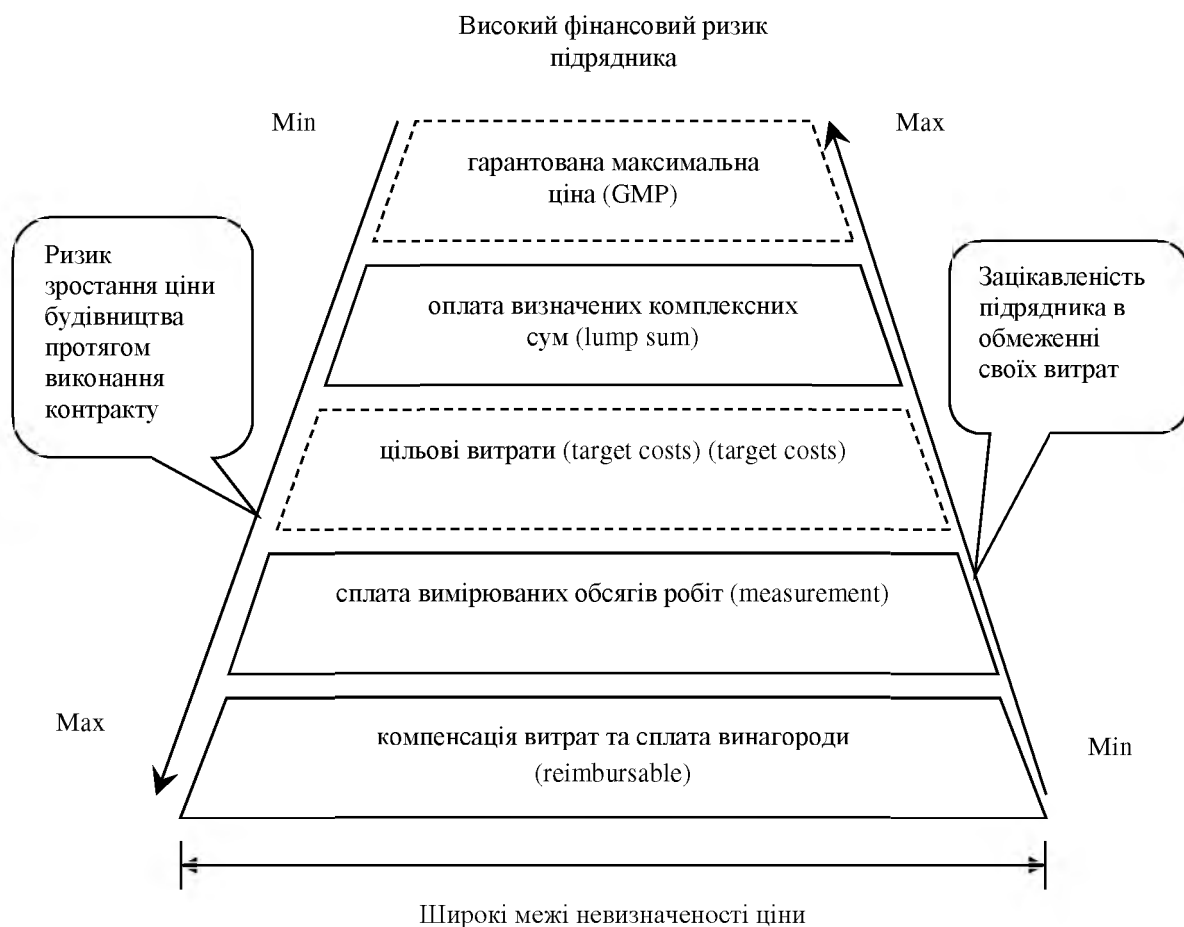 Високий фінансовий ризик
підрядника
Min
Max
гарантована максимальна
ціна (GMP)
Ризик
зростання ціни
будівництва
протягом
виконання
контракту
оплата визначених комплексних
сум (lump sum)
Зацікавленість
підрядника в
обмеженні
своїх витрат
цільові витрати (target costs) (target costs)
сплата вимірюваних обсягів робіт (measurement)
Max
компенсація витрат та сплата винагороди
(reimbursable)
Min
Широкі межі невизначеності ціни